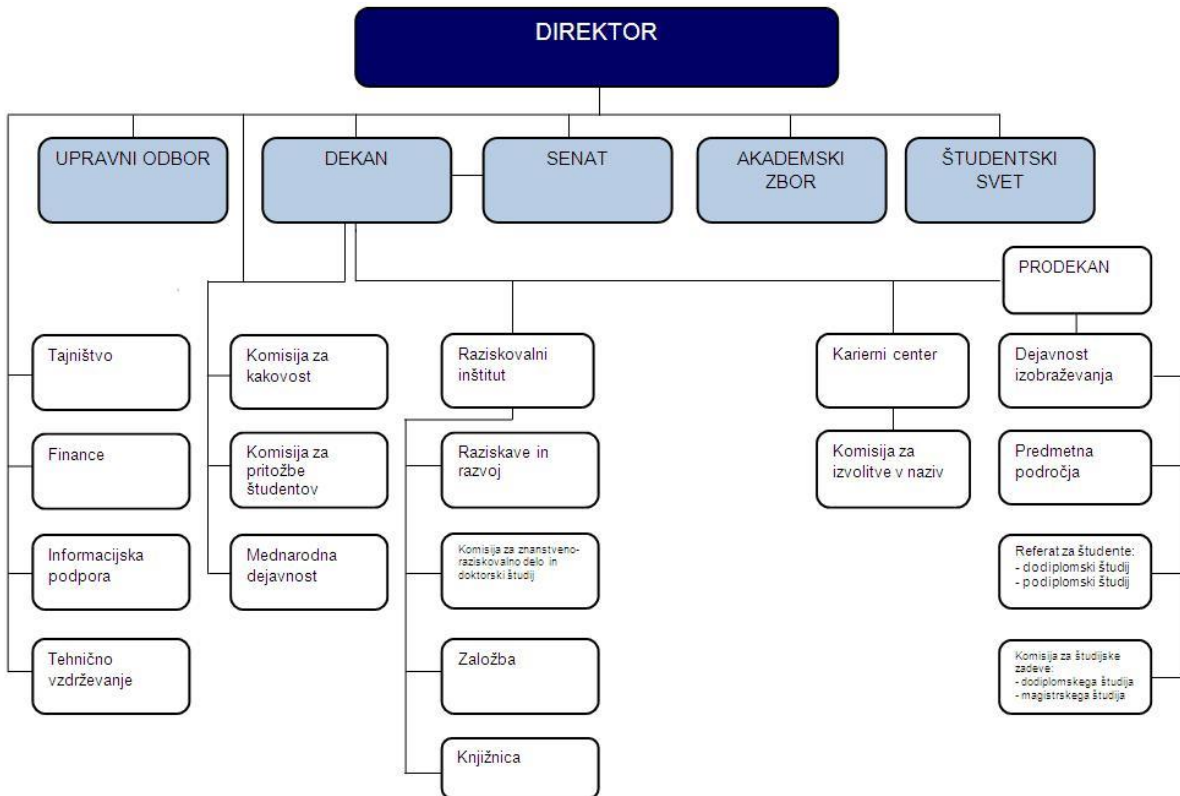 DIREKTOR
UPRAVNI ODBOR
DEKAN
SENAT
AKADEMSKI
ZBOR
ŠTUDENTSKI
SVET
PRODEKAN
Tajništvo
Komisija za
kakovost
Raziskovalni
inštitut
Karierni center
Dejavnost
izobraževanja
Finance
Komisija za
pritožbe
študentov
Raziskave in
razvoj
Komisija za
izvolitve v naziv
Predmetna
področja
Informacijska
podpora
Mednarodna
dejavnost
Komisija za znanstveno-
raziskovalno delo in
doktorski študij
Referat za študente:
- dodiplomski študij
- podiplomski študij
Tehnično
vzdrževanje
Založba
Komisija za študijske
zadeve:
- dodiplomskega študija
- magistrskega študija
Knjižnica